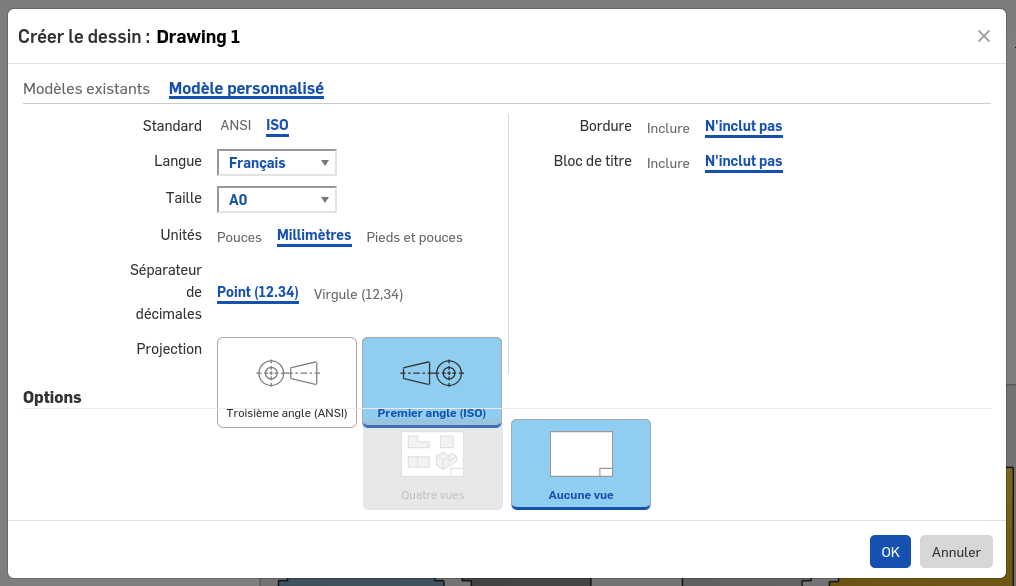 Créer le dessin : Drawing 1
Modèles existants Modèle personnalisé
Standard ANSI ISO
Langue Français
Taille A0
Unités Pouces Millimètres Pieds et pouces
Séparateur
de
décimales
Point (12.34) Virgule (12,34)
Projection
Troisième angle (ANSI) Premier angle (ISO)
Bordure Inclure N'inclut pas
Bloc de titre Inclure N'inclut pas
Options
Quatre vues Aucune vue
OK Annuler